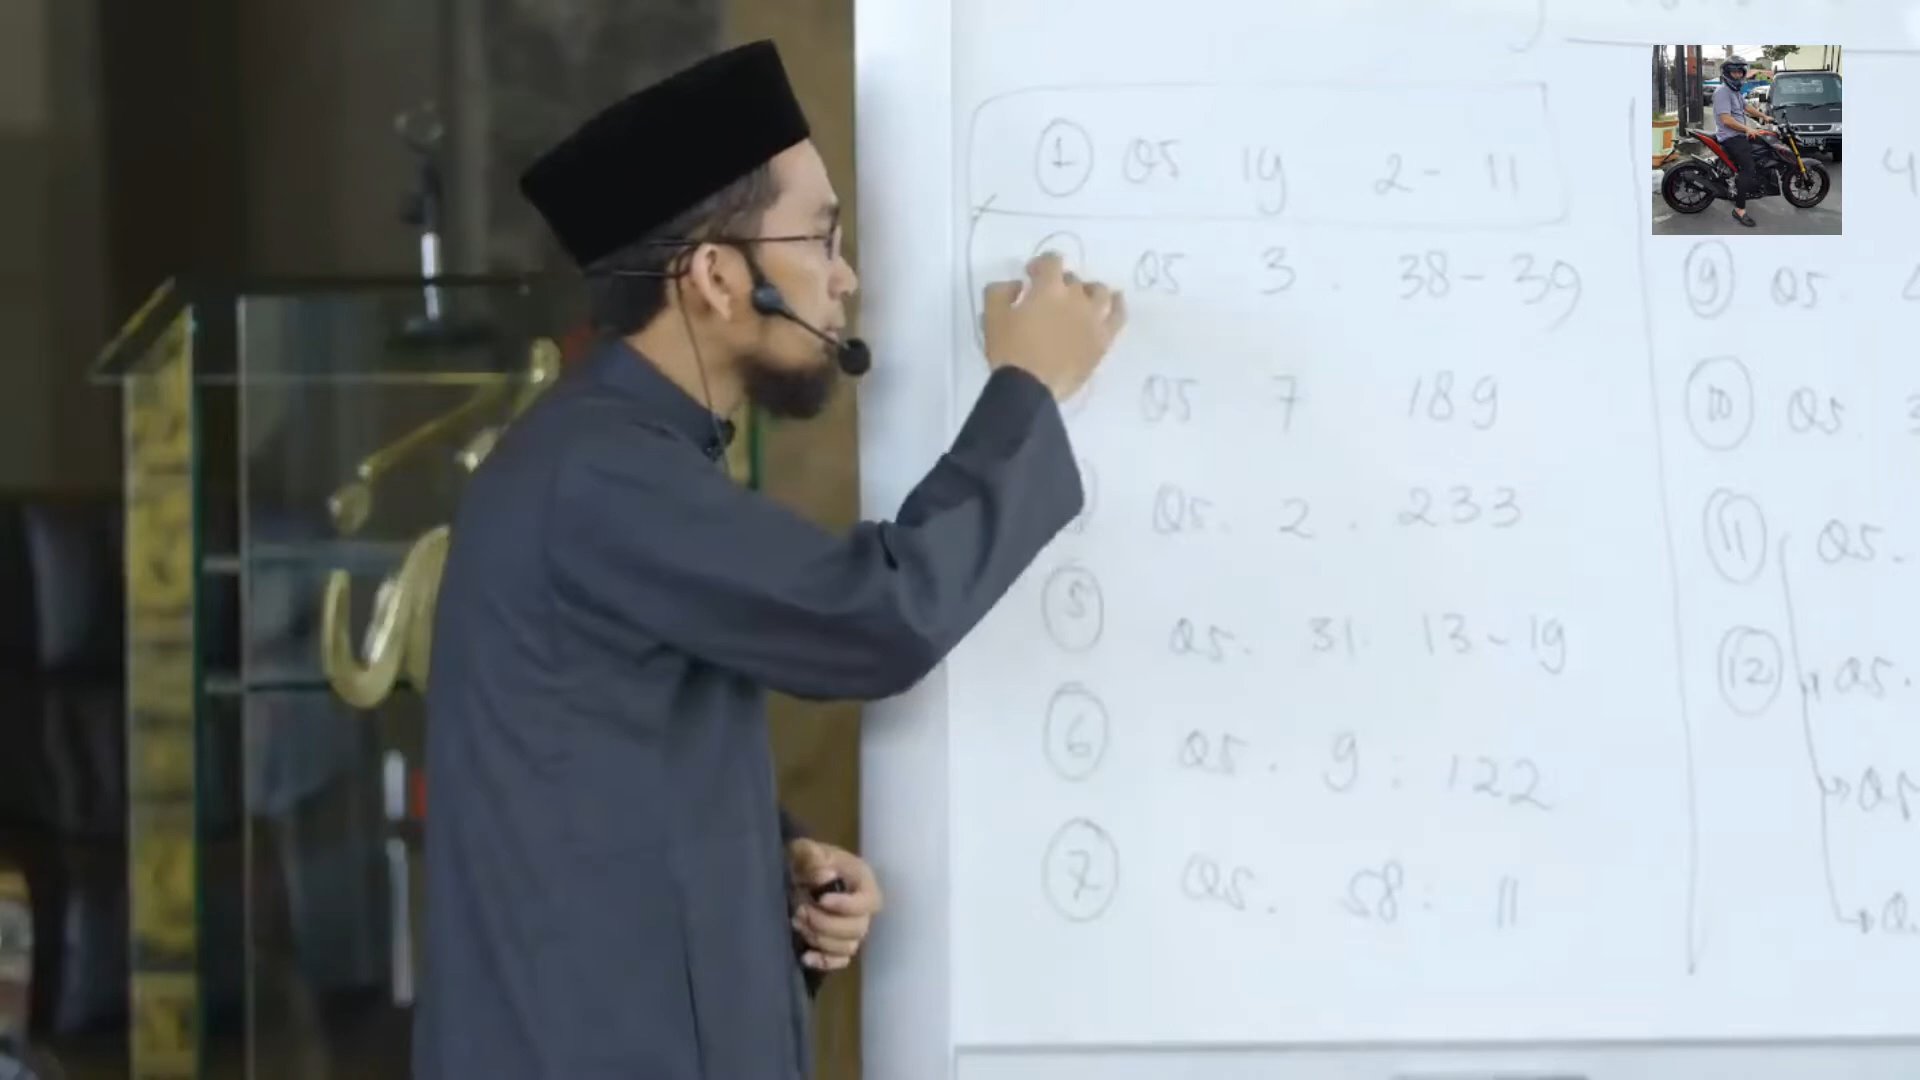 1 QS 19 2 - 11
QS 3 . 38 - 39
QS 7 189
QS. 2 . 233
5 QS. 31. 13 - 19
6 QS. 9 : 122
7 QS. 58 : 11
9 QS.
10 QS.
11 QS.
12 QS.
QS